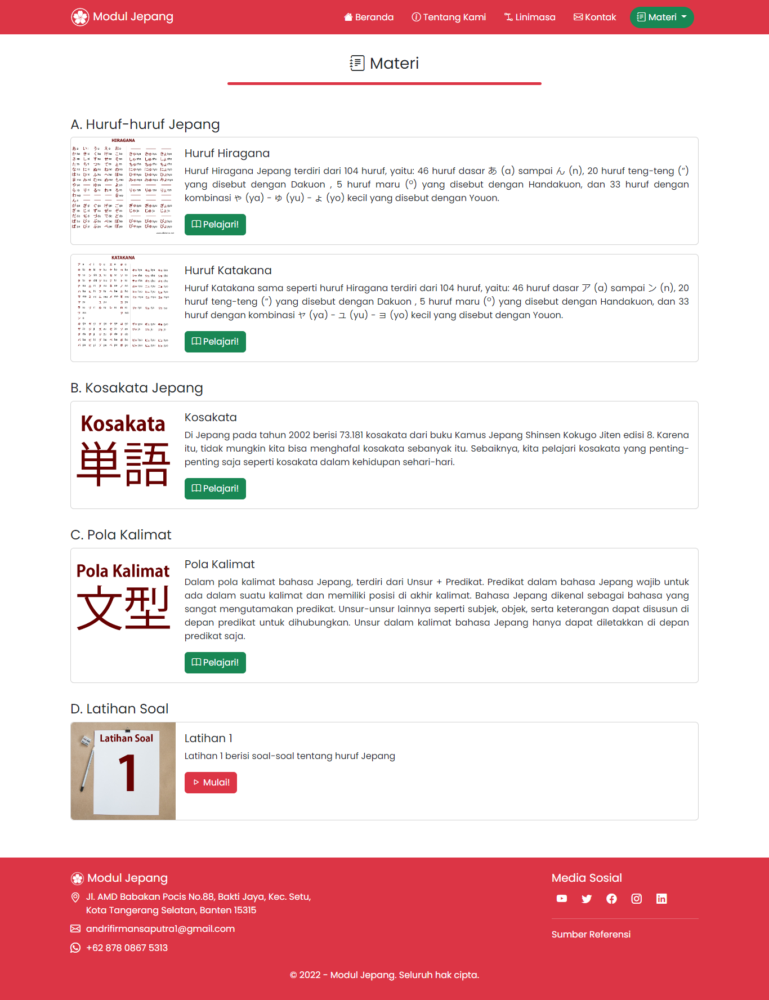 Modul Jepang
Beranda
Tentang Kami
Linimasa
Kontak
Materi
Materi
A. Huruf-huruf Jepang
HIRAGANA
Huruf Hiragana
Huruf Hiragana Jepang terdiri dari 104 huruf, yaitu: 46 huruf dasar あ (a) sampai ん (n), 20 huruf teng-teng (“)
yang disebut dengan Dakuon , 5 huruf maru (º) yang disebut dengan Handakuon, dan 33 huruf dengan
kombinasi ゃ (ya) - ゅ (yu) - ょ (yo) kecil yang disebut dengan Youon.
Pelajari!
KATAKANA
Huruf Katakana
Huruf Katakana sama seperti huruf Hiragana terdiri dari 104 huruf, yaitu: 46 huruf dasar ア (a) sampai ン (n), 20
huruf teng-teng (“) yang disebut dengan Dakuon , 5 huruf maru (º) yang disebut dengan Handakuon, dan 33
huruf dengan kombinasi ヤ (ya) - ユ (yu) - ヨ (yo) kecil yang disebut dengan Youon.
Pelajari!
B. Kosakata Jepang
Kosakata
単語
Kosakata
Di Jepang pada tahun 2002 berisi 73.181 kosakata dari buku Kamus Jepang Shinsen Kokugo Jiten edisi 8. Karena
itu, tidak mungkin kita bisa menghafal kosakata sebanyak itu. Sebaiknya, kita pelajari kosakata yang penting-
penting saja seperti kosakata dalam kehidupan sehari-hari.
Pelajari!
C. Pola Kalimat
Pola Kalimat
文型
Pola Kalimat
Dalam pola kalimat bahasa Jepang, terdiri dari Unsur + Predikat. Predikat dalam bahasa Jepang wajib untuk
ada dalam suatu kalimat dan memiliki posisi di akhir kalimat. Bahasa Jepang dikenal sebagai bahasa yang
sangat mengutamakan predikat. Unsur-unsur lainnya seperti subjek, objek, serta keterangan dapat disusun di
depan predikat untuk dihubungkan. Unsur dalam kalimat bahasa Jepang hanya dapat diletakkan di depan
predikat saja.
Pelajari!
D. Latihan Soal
Latihan Soal
1
Latihan 1
Latihan 1 berisi soal-soal tentang huruf Jepang
Mulai!
Modul Jepang
Jl. AMD Babakan Pocis No.88, Bakti Jaya, Kec. Setu,
Kota Tangerang Selatan, Banten 15315
andrifirmansaputra1@gmail.com
+62 878 0867 5313
Media Sosial
Sumber Referensi
© 2022 - Modul Jepang. Seluruh hak cipta.